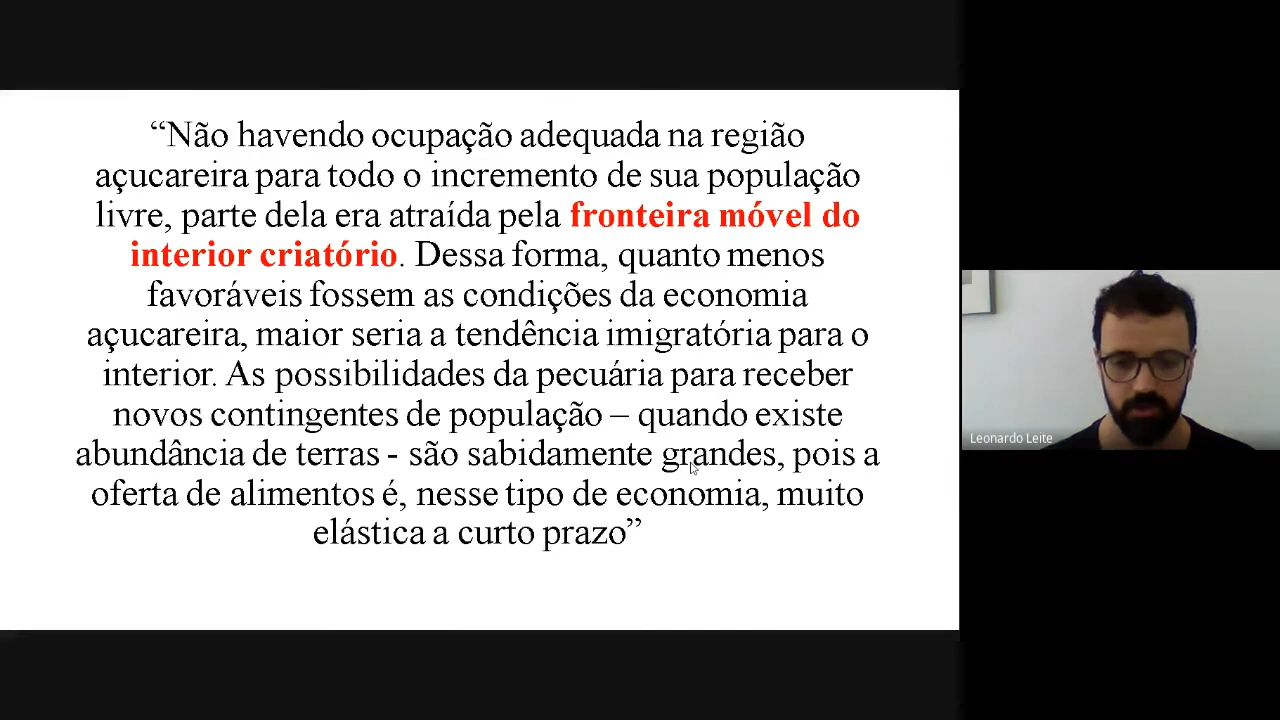 “Não havendo ocupação adequada na região
açucareira para todo o incremento de sua população
livre, parte dela era atraída pela fronteira móvel do
interior criatório. Dessa forma, quanto menos
favoráveis fossem as condições da economia
açucareira, maior seria a tendência imigratória para o
interior. As possibilidades da pecuária para receber
novos contingentes de população – quando existe
abundância de terras - são sabidamente grandes, pois a
oferta de alimentos é, nesse tipo de economia, muito
elástica a curto prazo”
Leonardo Leite